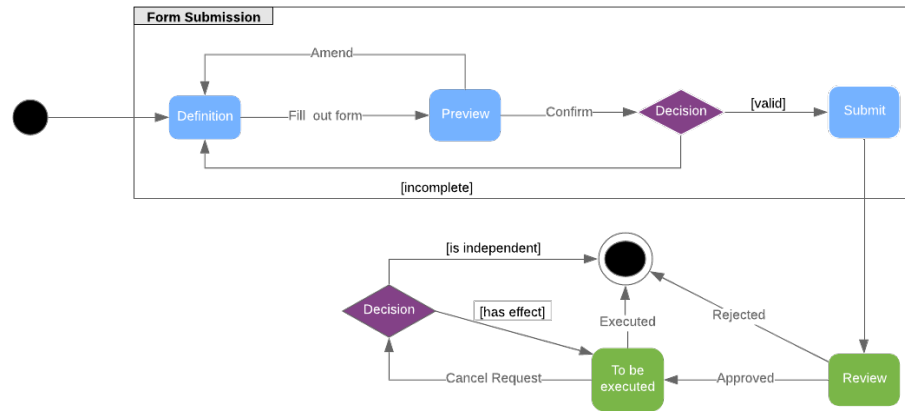 Form Submission
Amend
Definition
Fill  out form
Preview
Confirm
Decision
[valid]
Submit
[incomplete]
[is independent]
Decision
[has effect]
Executed
Rejected
Cancel Request
To be
executed
Approved
Review